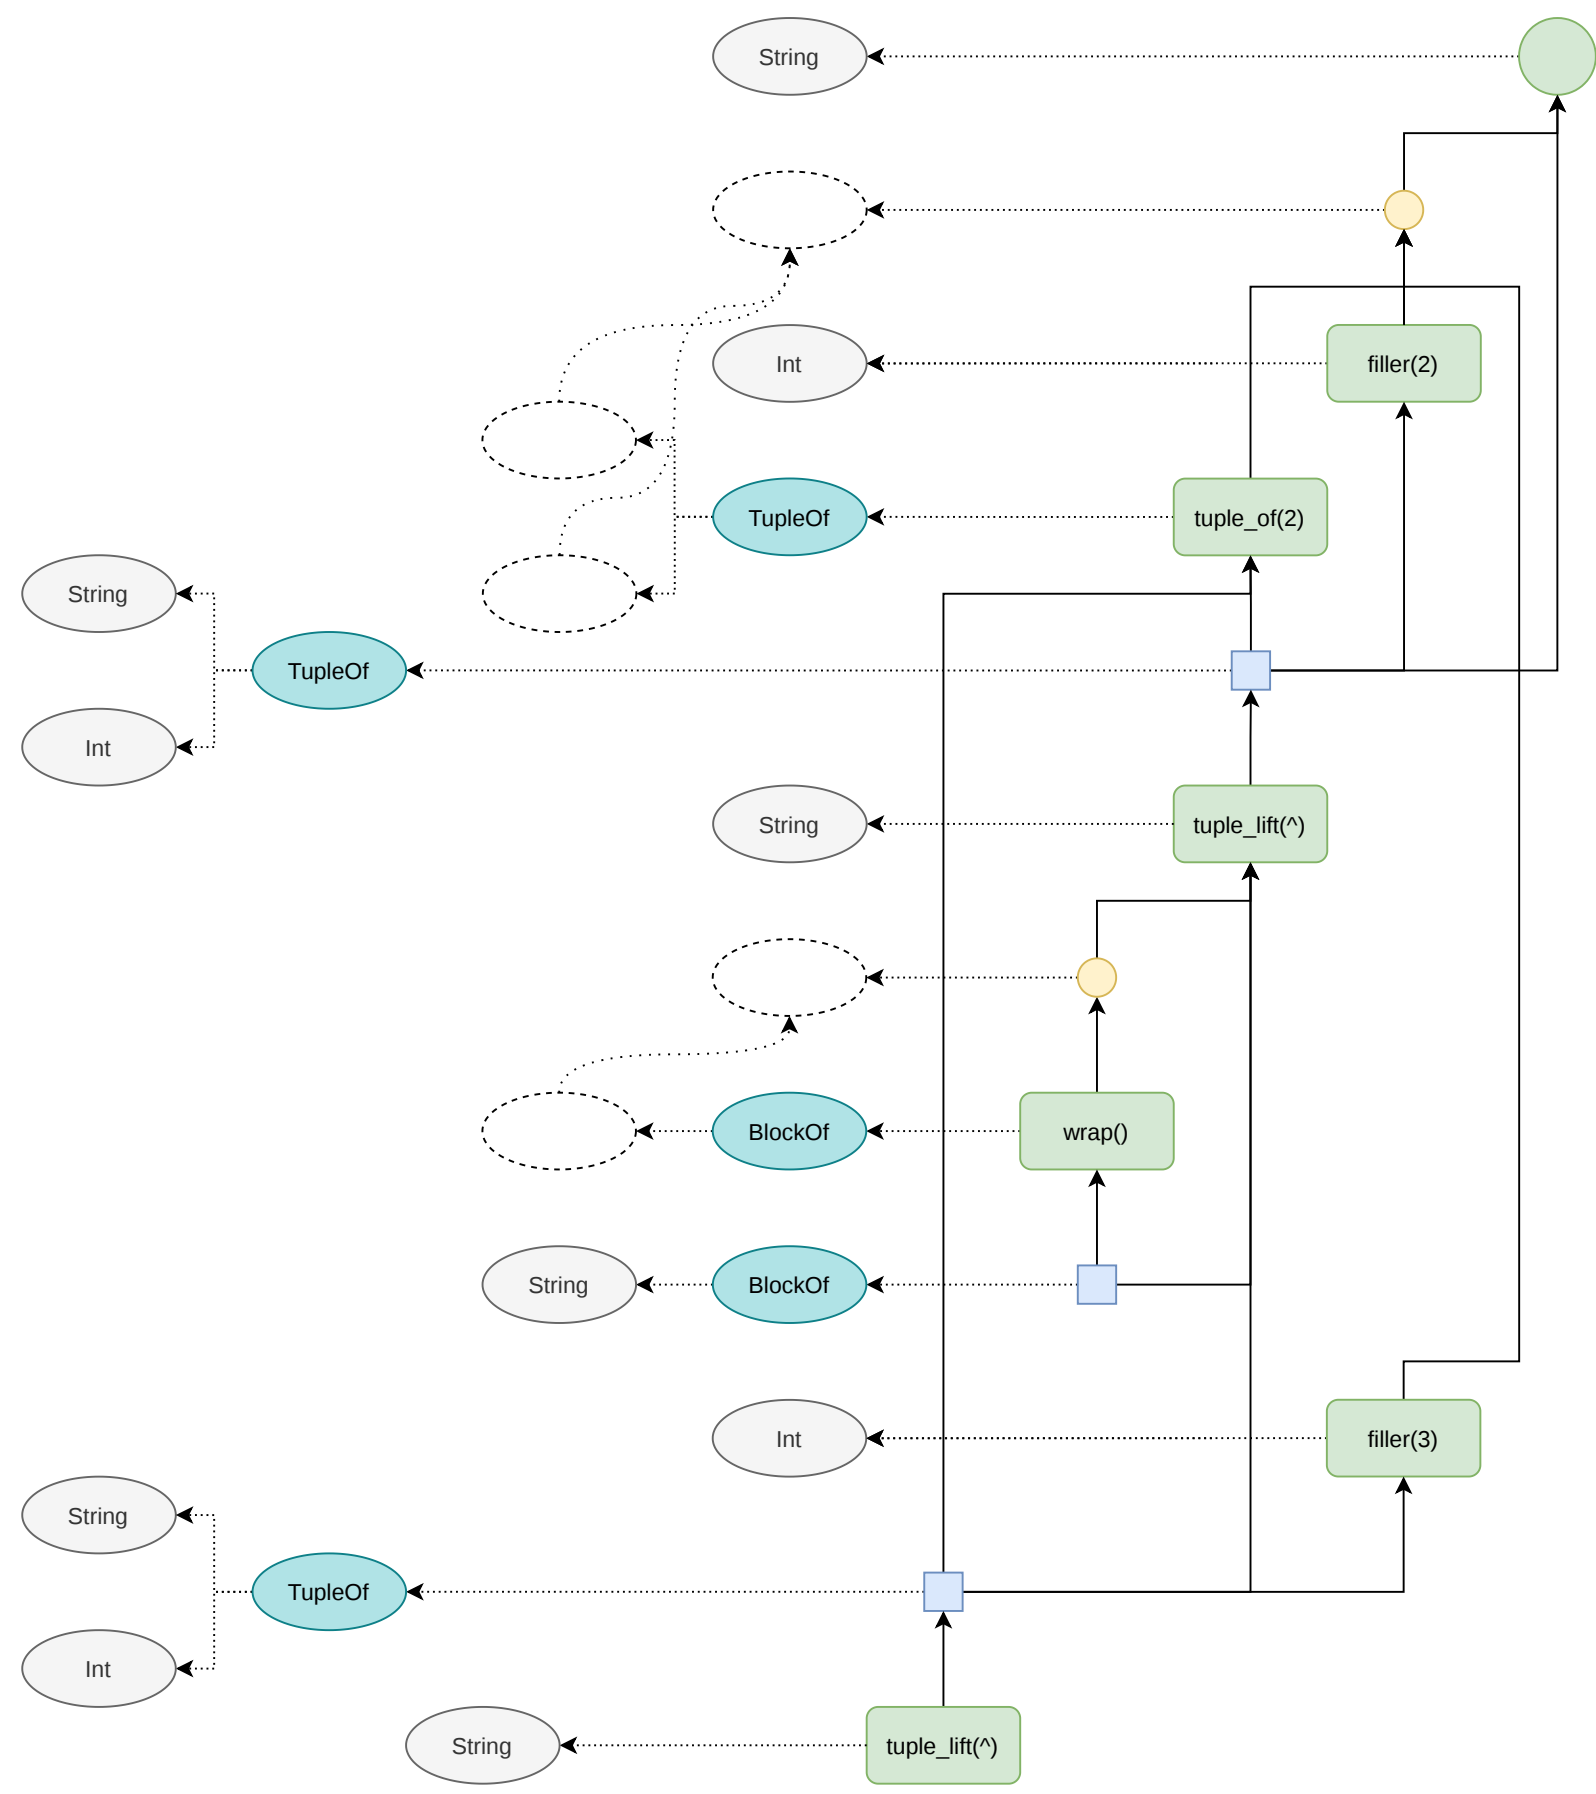 String
Int
filler(2)
TupleOf
tuple_of(2)
String
TupleOf
Int
String
tuple_lift(^)
BlockOf
wrap()
String
BlockOf
Int
filler(3)
String
TupleOf
Int
String
tuple_lift(^)